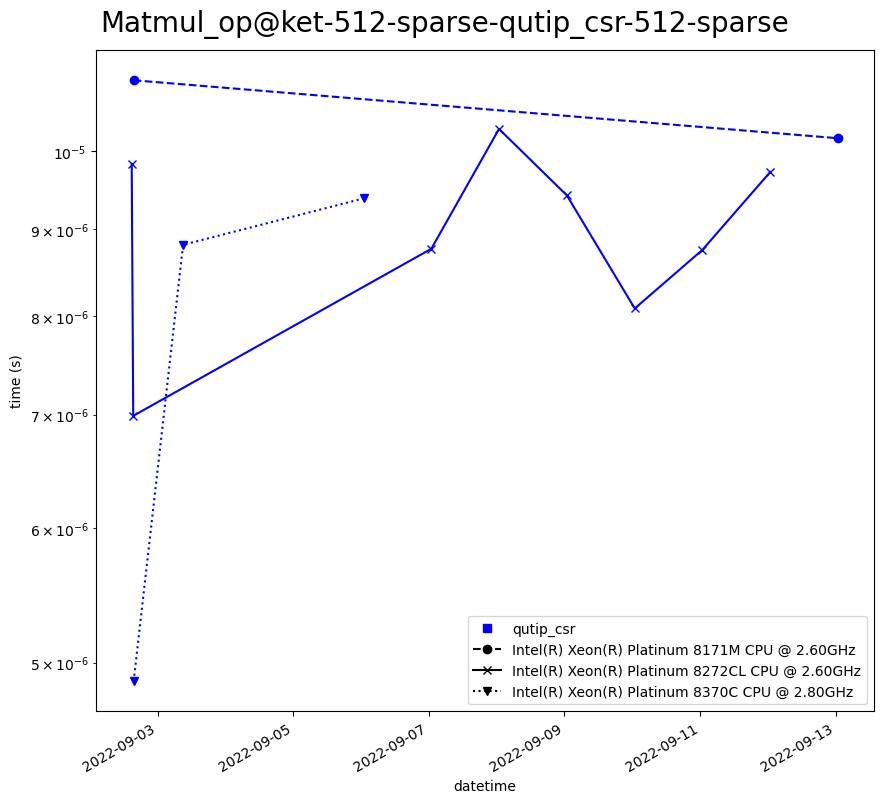 Matmul_op@ket-512-sparse-qutip_csr-512-sparse
10⁻⁵
9 × 10⁻⁶
8 × 10⁻⁶
7 × 10⁻⁶
6 × 10⁻⁶
5 × 10⁻⁶
time (s)
qutip_csr
Intel(R) Xeon(R) Platinum 8171M CPU @ 2.60GHz
Intel(R) Xeon(R) Platinum 8272CL CPU @ 2.60GHz
Intel(R) Xeon(R) Platinum 8370C CPU @ 2.80GHz
2022-09-03
2022-09-05
2022-09-07
2022-09-09
2022-09-11
2022-09-13
datetime